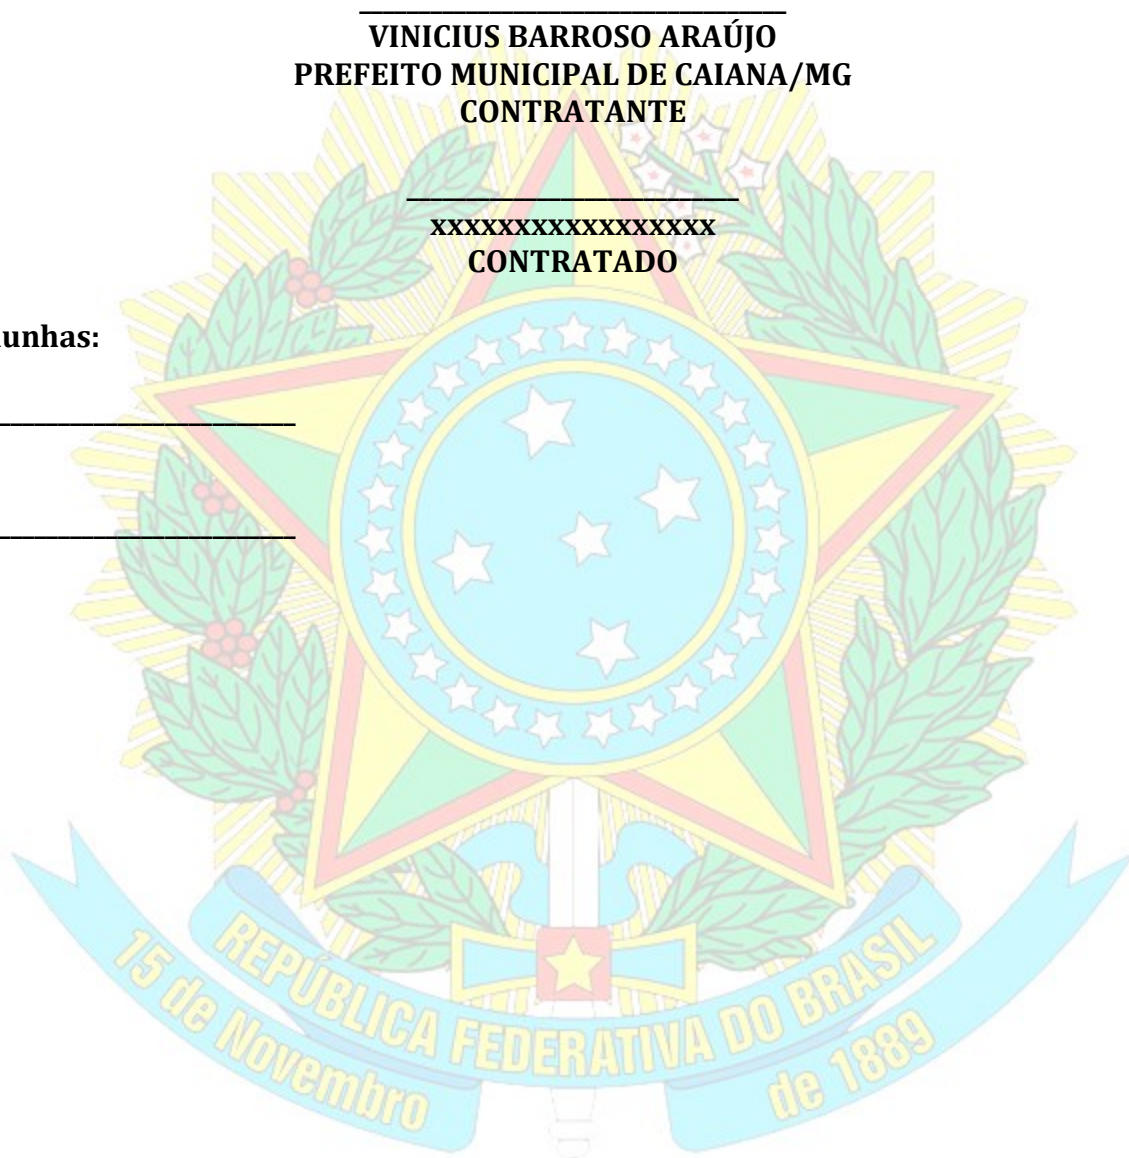 VINICIUS BARROSO ARAÚJO
PREFEITO MUNICIPAL DE CAIANA/MG
CONTRATANTE
xxxxxxxxxxxxxxxxx
CONTRATADO
unhas:
REPÚBLICA FEDERATIVA DO BRASIL
15 de Novembro de 1889